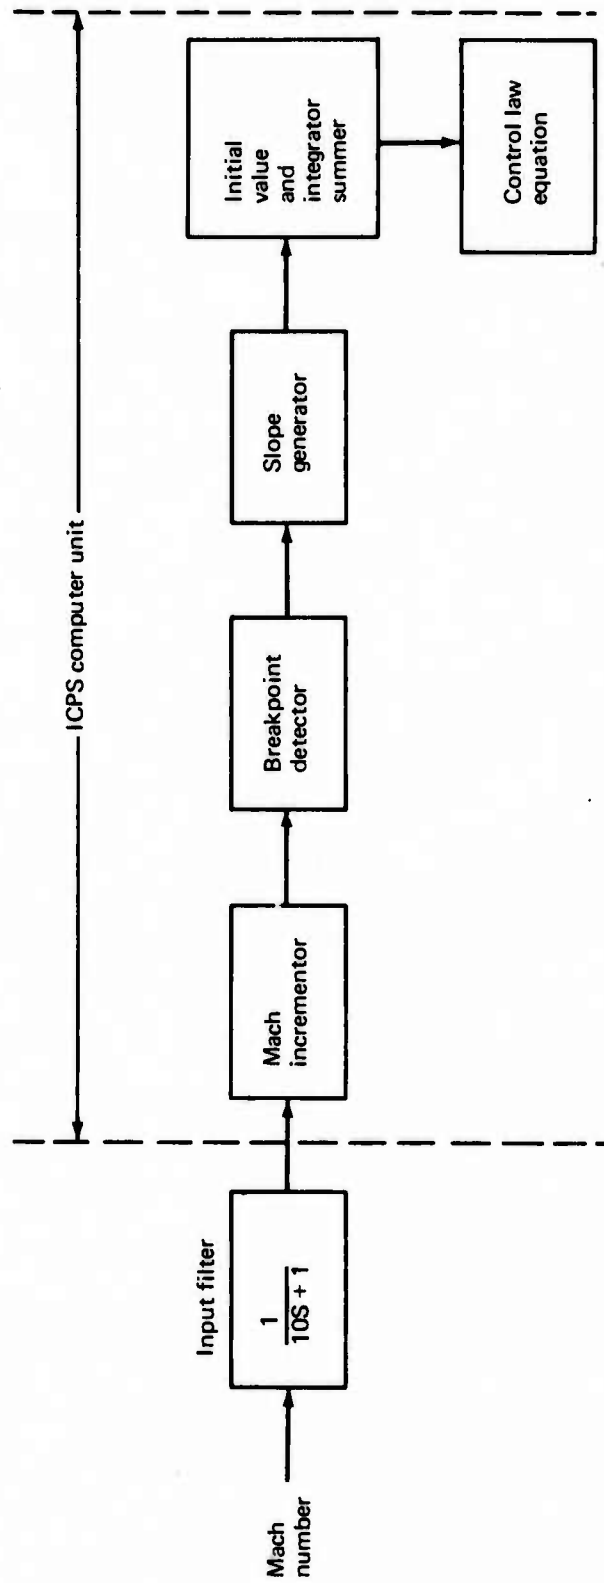 ICPS computer unit
Input filter
Mach
number
1
10S + 1
Mach
incrementor
Breakpoint
detector
Slope
generator
Initial
value
and
integrator
summer
Control law
equation